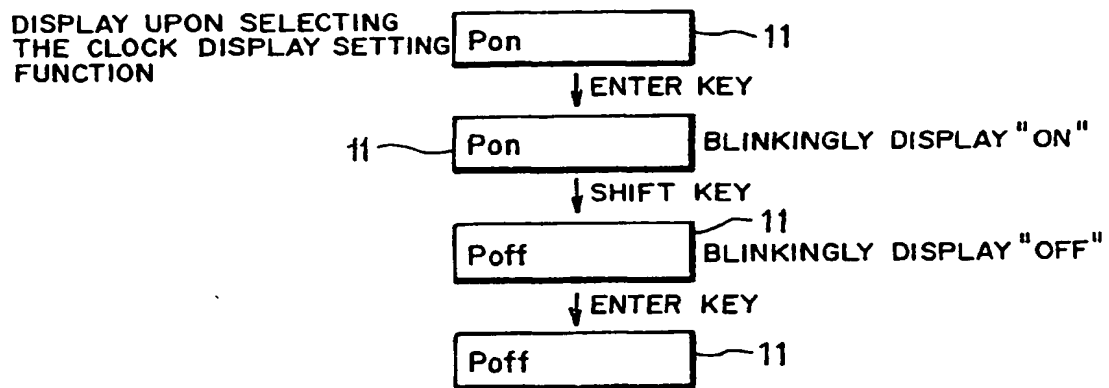 DISPLAY UPON SELECTING
THE CLOCK DISPLAY SETTING
FUNCTION
Pon
11
ENTER KEY
11
Pon
BLINKINGLY DISPLAY "ON"
SHIFT KEY
11
Poff
BLINKINGLY DISPLAY "OFF"
ENTER KEY
Poff
11